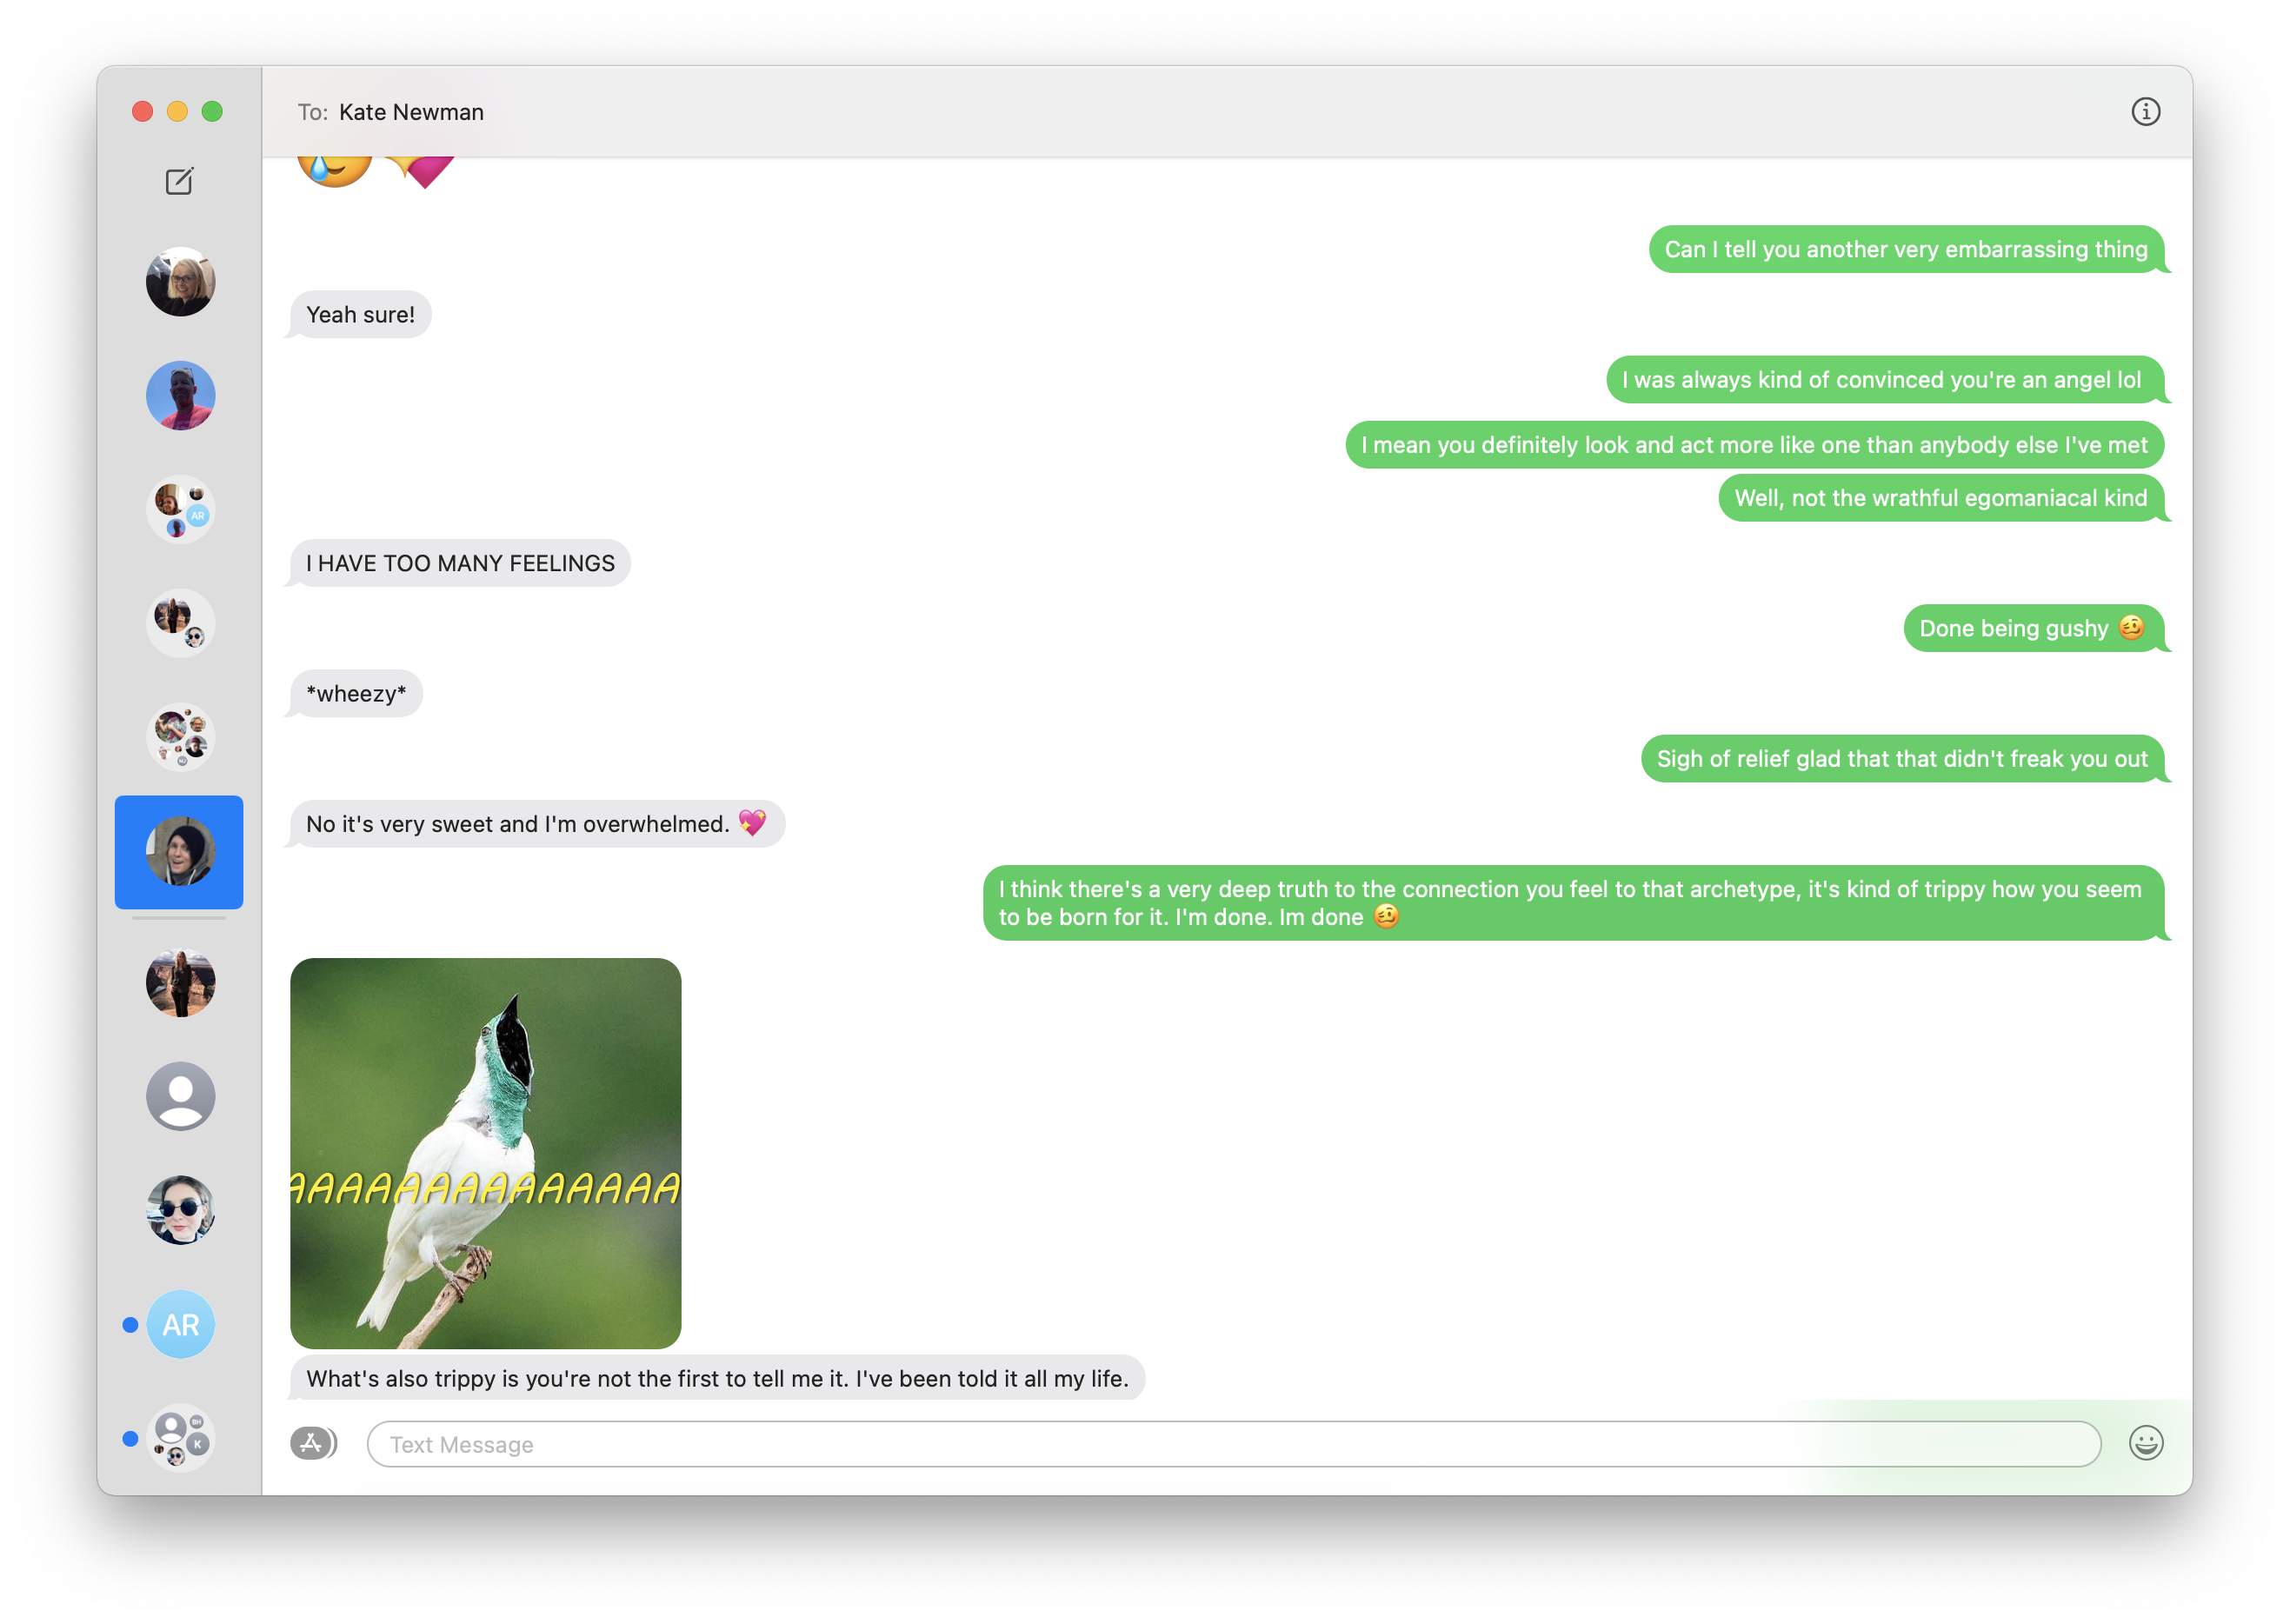 To: Kate Newman
Can I tell you another very embarrassing thing
Yeah sure!
I was always kind of convinced you're an angel lol
I mean you definitely look and act more like one than anybody else I've met
Well, not the wrathful egomaniacal kind
AR
I HAVE TOO MANY FEELINGS
Done being gushy 🥴
*wheezy*
Sigh of relief glad that that didn't freak you out
No it's very sweet and I'm overwhelmed. 💖
I think there's a very deep truth to the connection you feel to that archetype, it's kind of trippy how you seem
to be born for it. I'm done. Im done 🥴
AAAAAAAAAAAAAA
What's also trippy is you're not the first to tell me it. I've been told it all my life.
AR
BH
K
Text Message